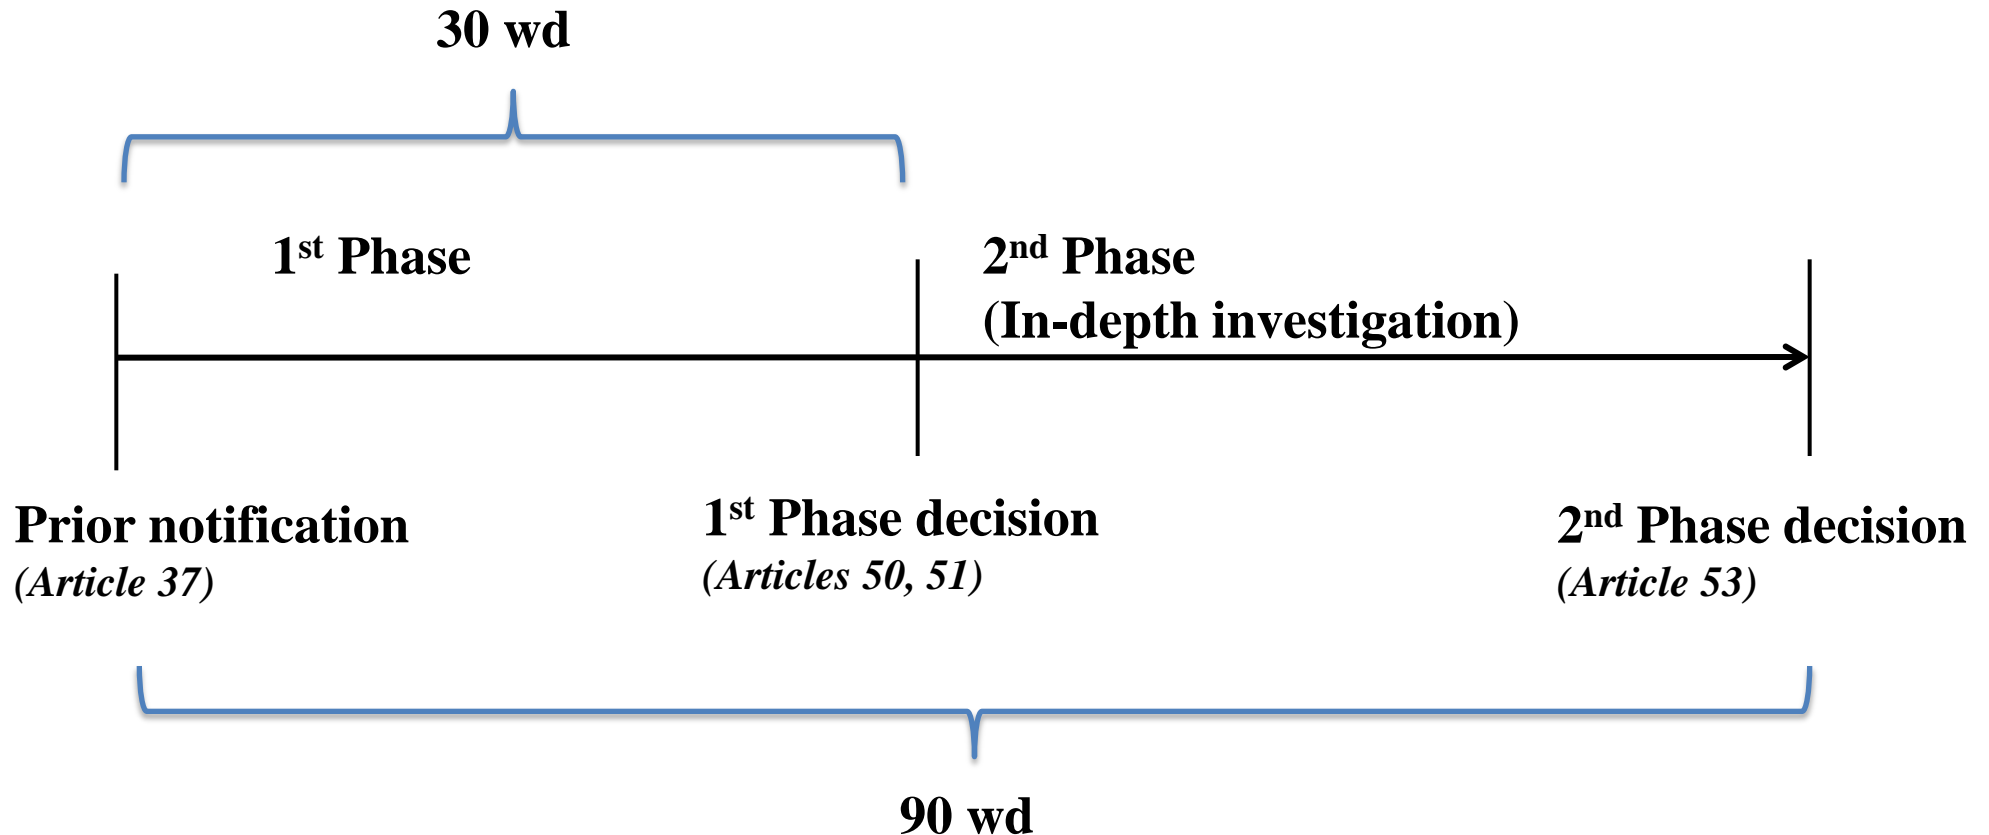 30 wd
1st Phase
2nd Phase
(In-depth investigation)
Prior notification
(Article 37)
1st Phase decision
(Articles 50, 51)
2nd Phase decision
(Article 53)
90 wd